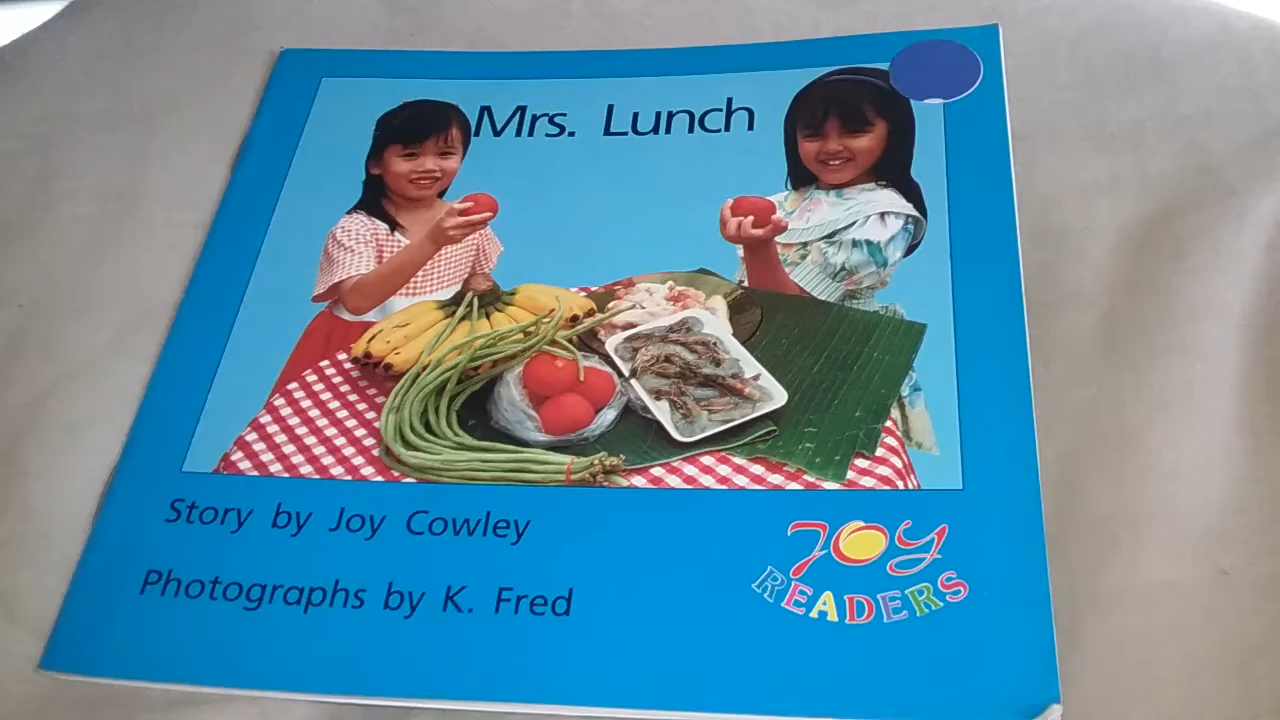 Mrs. Lunch
Story by Joy Cowley
Photographs by K. Fred
JOY
READERS